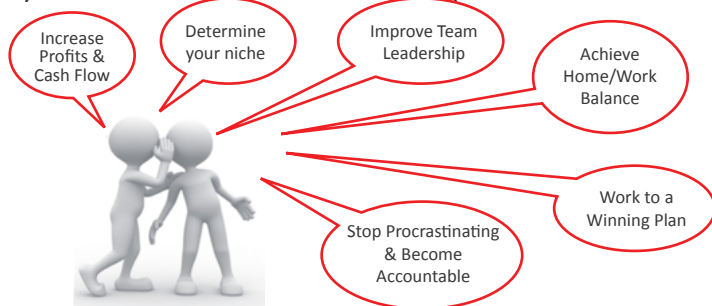 Increase
Profits &
Cash Flow
Determine
your niche
Improve Team
Leadership
Achieve
Home/Work
Balance
Work to a
Winning Plan
Stop Procrastinating
& Become
Accountable